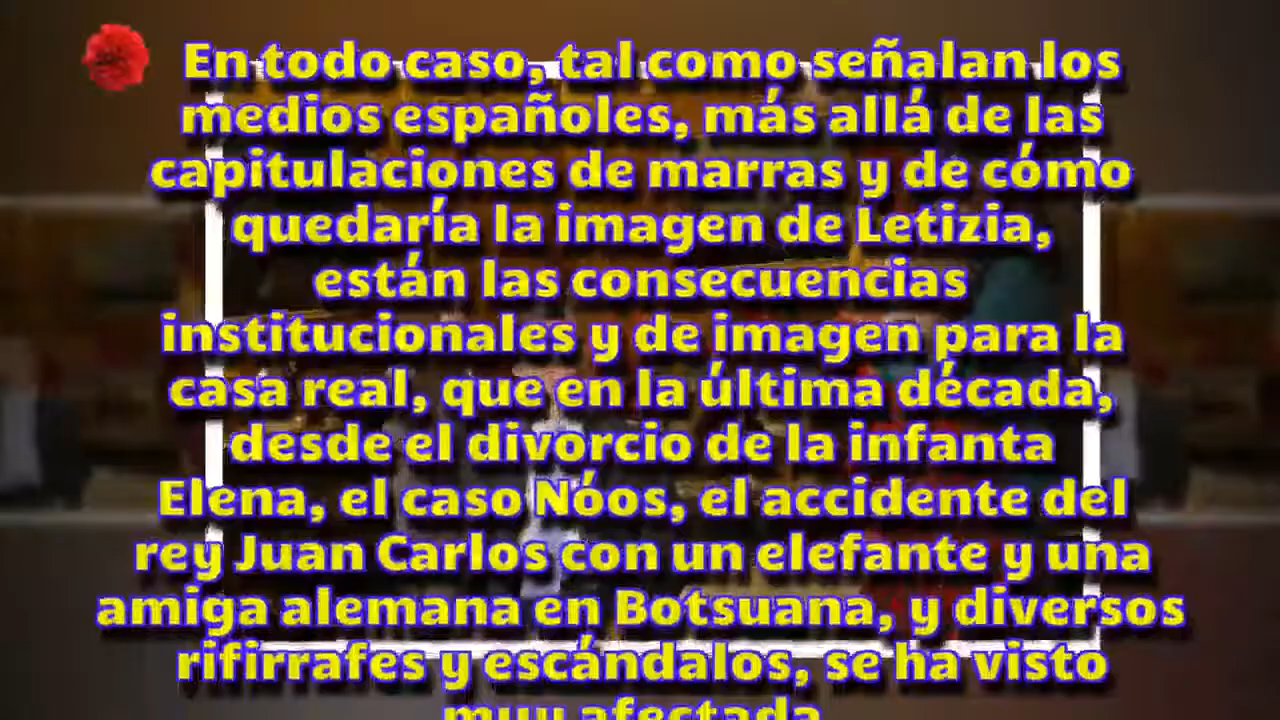 En todo caso, tal como señalan los
medios españoles, más allá de las
capitulaciones de marras y de cómo
quedaría la imagen de Letizia,
están las consecuencias
institucionales y de imagen para la
casa real, que en la última década,
desde el divorcio de la infanta
Elena, el caso Nóos, el accidente del
rey Juan Carlos con un elefante y una
amiga alemana en Botsuana, y diversos
rifirrafes y escándalos, se ha visto
muy afectada